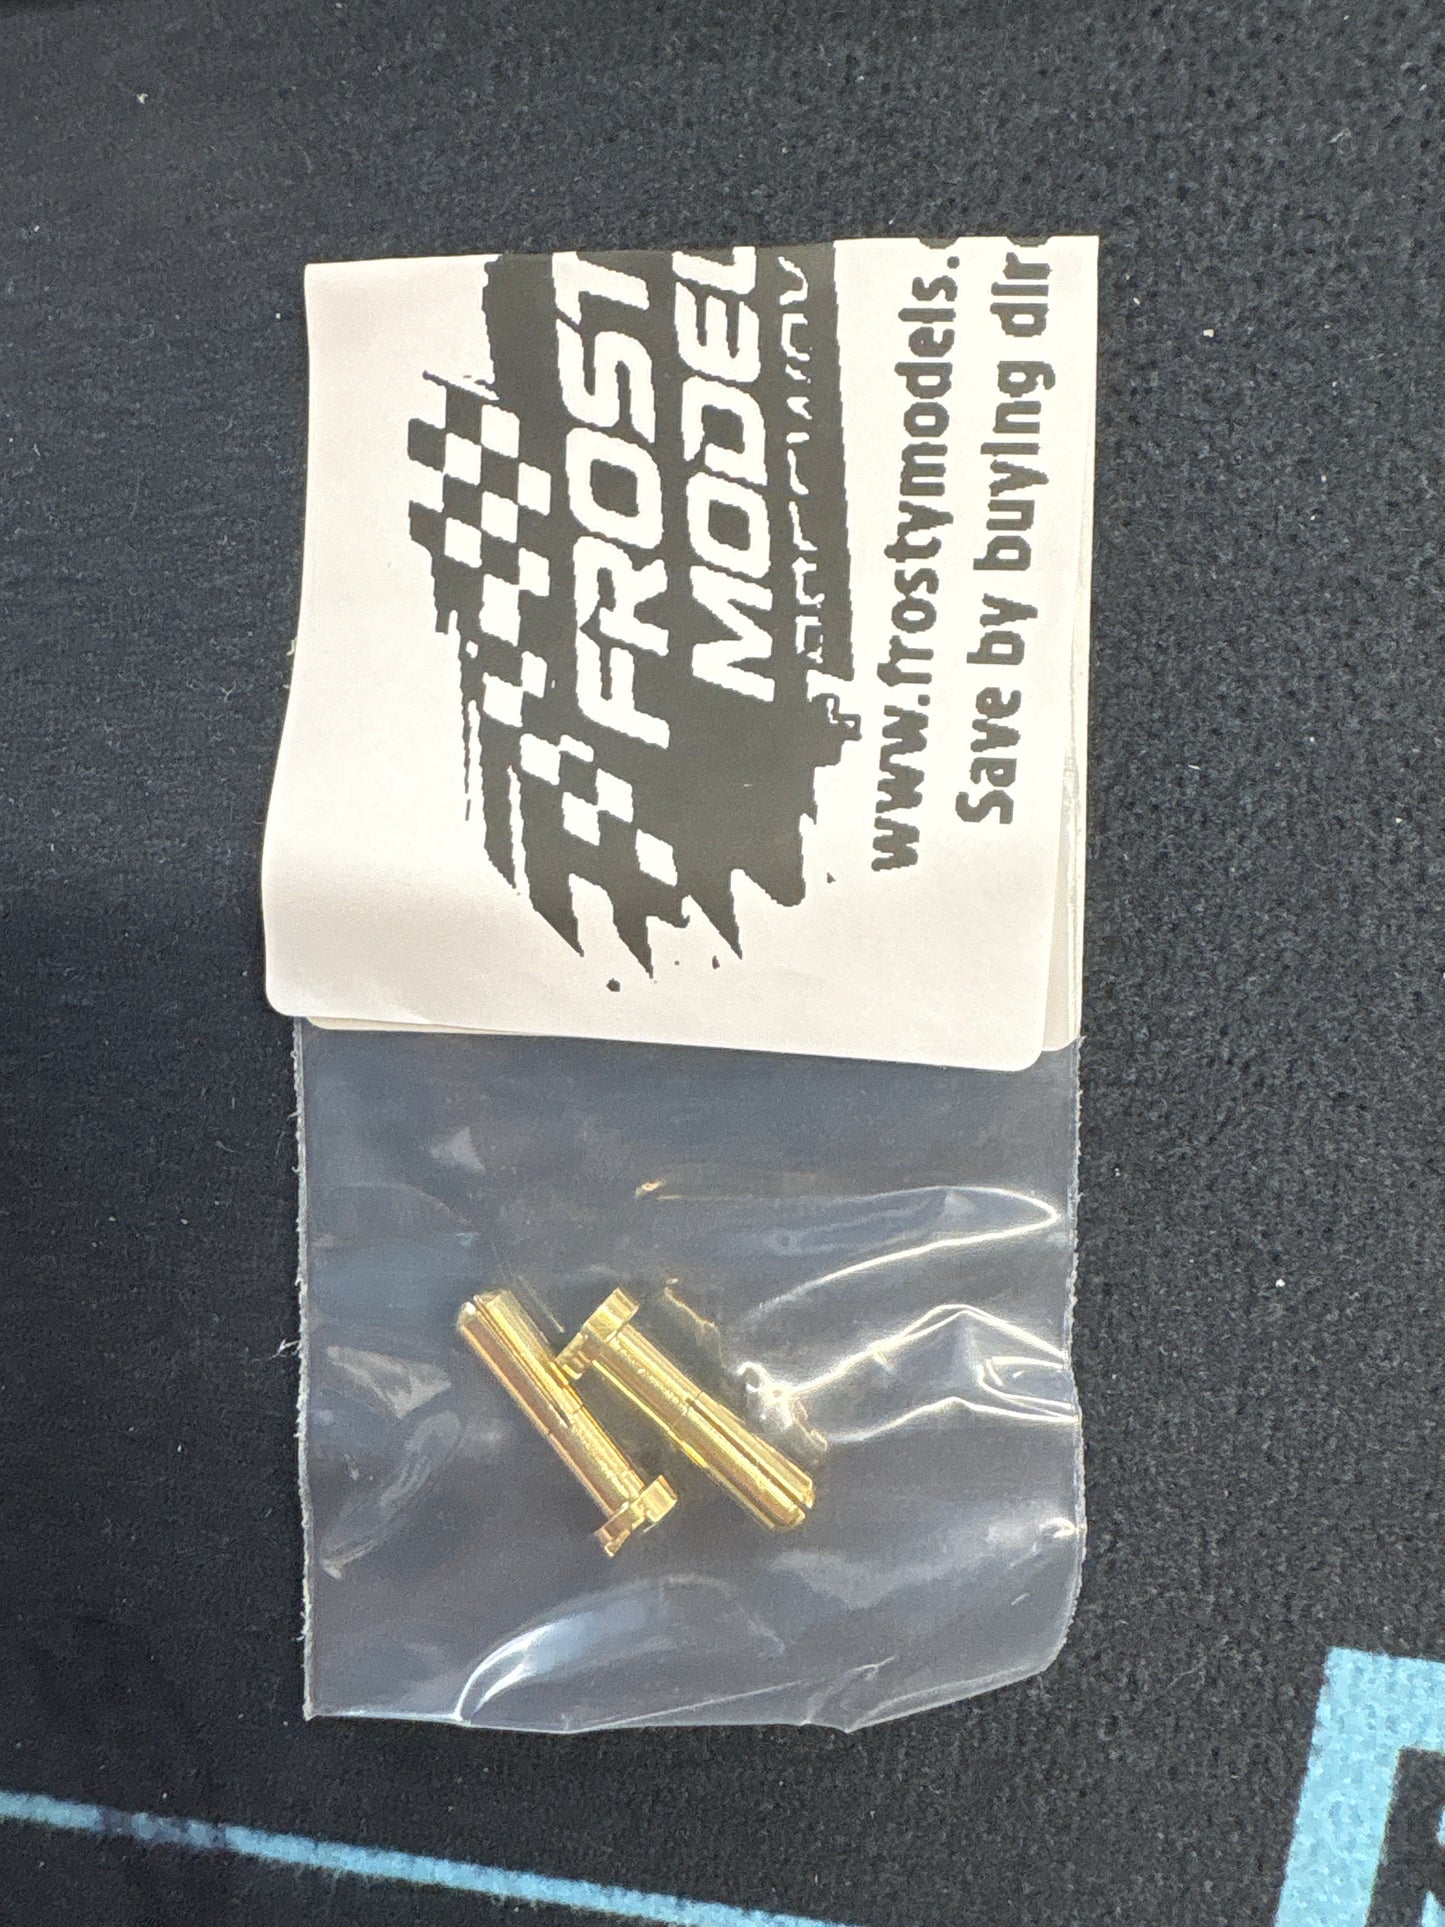 FROST
MODEL
www.frostymodels.
Save by buying dir